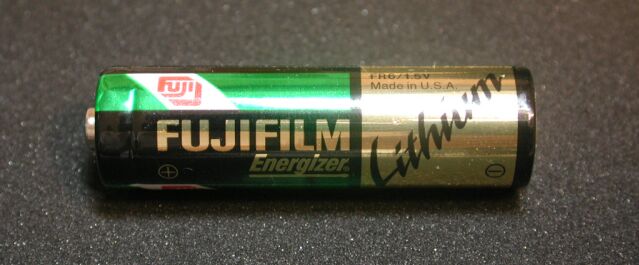 FUJI
FR6/1.5V
Made in U.S.A.
FUJIFILM
Energizer®
Lithium